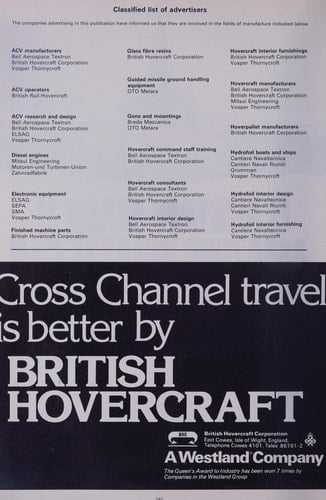 Classified list of advertisers
The companies advertising in this publication have informed us that they are involved in the fields of manufacture indicated below
ACV manufacturers
Bell Aerospace Textron
British Hovercraft Corporation
Vosper Thornycroft
ACV operators
British Rail Hovercraft
ACV research and design
Bell Aerospace Textron
British Hovercraft Corporation
ELSAG
Vosper Thornycroft
Diesel engines
Mitsui Engineering
Motoren-und Turbinen-Union
Zahnradfabrik
Electronic equipment
ELSAG
SEPA
SMA
Vosper Thornycroft
Finished machine parts
British Hovercraft Corporation
Glass fibre resins
British Hovercraft Corporation
Guided missile ground handling
equipment
OTO Melara
Guns and mountings
Breda Meccanica
OTO Melara
Hovercraft command staff training
Bell Aerospace Textron
British Hovercraft Corporation
Hovercraft consultants
Bell Aerospace Textron
British Hovercraft Corporation
Vosper Thornycroft
Hovercraft interior design
Bell Aerospace Textron
British Hovercraft Corporation
Vosper Thornycroft
Hovercraft interior furnishings
British Hovercraft Corporation
Vosper Thornycroft
Hovercraft manufacturers
Bell Aerospace Textron
British Hovercraft Corporation
Mitsui Engineering
Vosper Thornycroft
Hoverpallet manufacturers
British Hovercraft Corporation
Hydrofoil boats and ships
Cantiere Navaltecnica
Cantieri Navali Riuniti
Grumman
Vosper Thornycroft
Hydrofoil interior design
Cantiere Navaltecnica
Cantieri Navali Riuniti
Vosper Thornycroft
Hydrofoil interior furnishing
Cantiere Navaltecnica
Vosper Thornycroft
Cross Channel travel
is better by
BRITISH
HOVERCRAFT
BHC
British Hovercraft Corporation
East Cowes, Isle of Wight, England.
Telephone Cowes 4101. Telex 86761-2
A Westland Company
The Queen's Award to Industry has been won 7 times by
Companies in the Westland Group